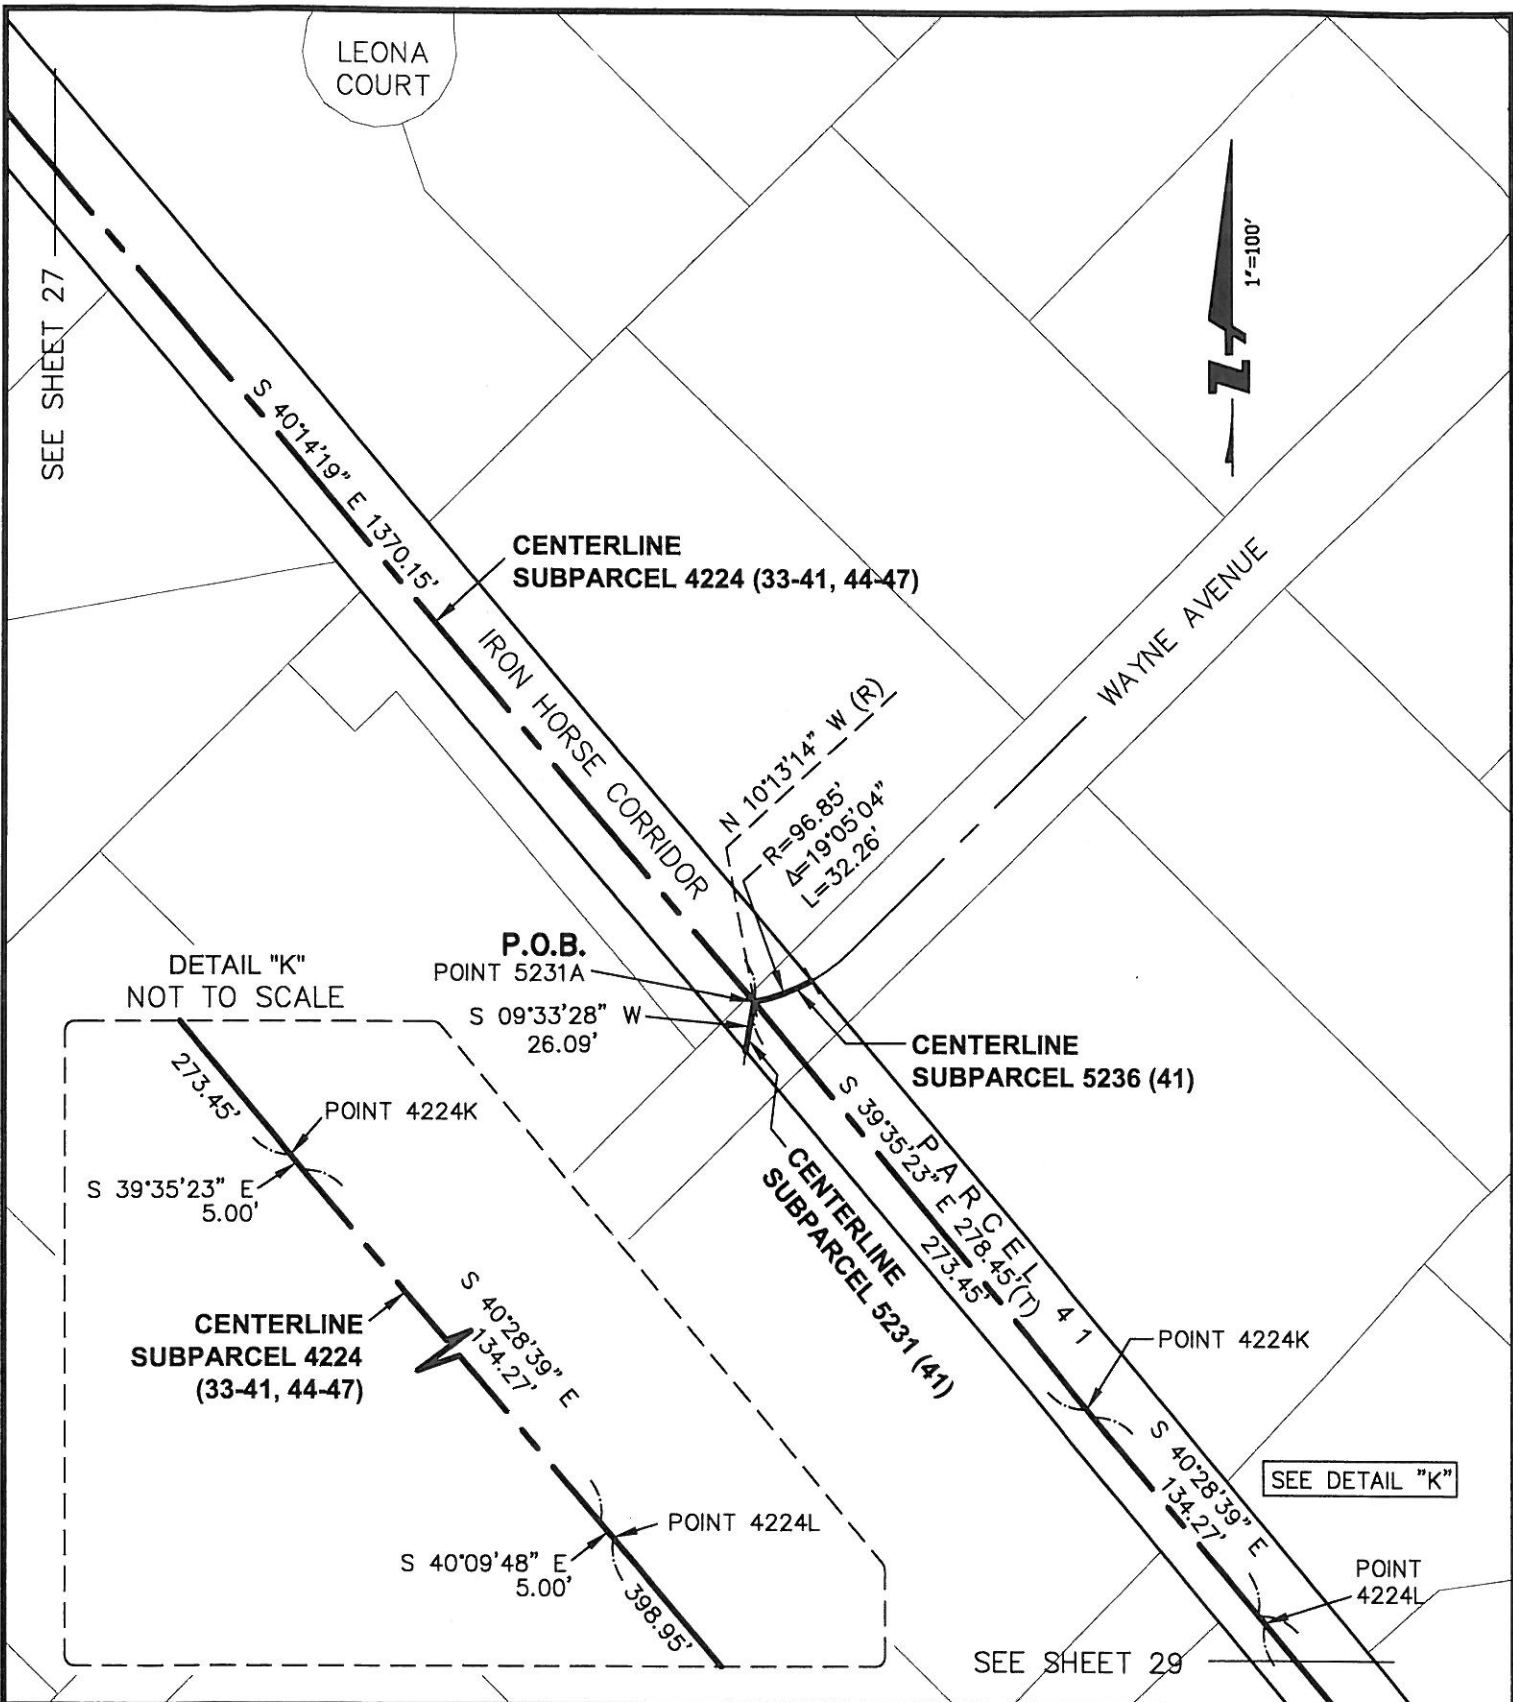 LEONA
COURT
SEE SHEET 27
1"=100'
N
S 40°14'19" E 1370.15'
CENTERLINE
SUBPARCEL 4224 (33-41, 44-47)
IRON HORSE CORRIDOR
WAYNE AVENUE
N 10°13'14" W (R)
R=96.85'
Δ=19°05'04"
L=32.26'
P.O.B.
POINT 5231A
S 09°33'28" W
26.09'
CENTERLINE
SUBPARCEL 5236 (41)
CENTERLINE
SUBPARCEL 5231 (41)
PARCEL 41
S 39°35'23" E 278.45'(T)
273.45'
POINT 4224K
S 40°28'39" E
134.27'
SEE DETAIL "K"
POINT
4224L
SEE SHEET 29
DETAIL "K"
NOT TO SCALE
273.45'
POINT 4224K
S 39°35'23" E
5.00'
S 40°28'39" E
134.27'
CENTERLINE
SUBPARCEL 4224
(33-41, 44-47)
POINT 4224L
S 40°09'48" E
5.00'
398.95'